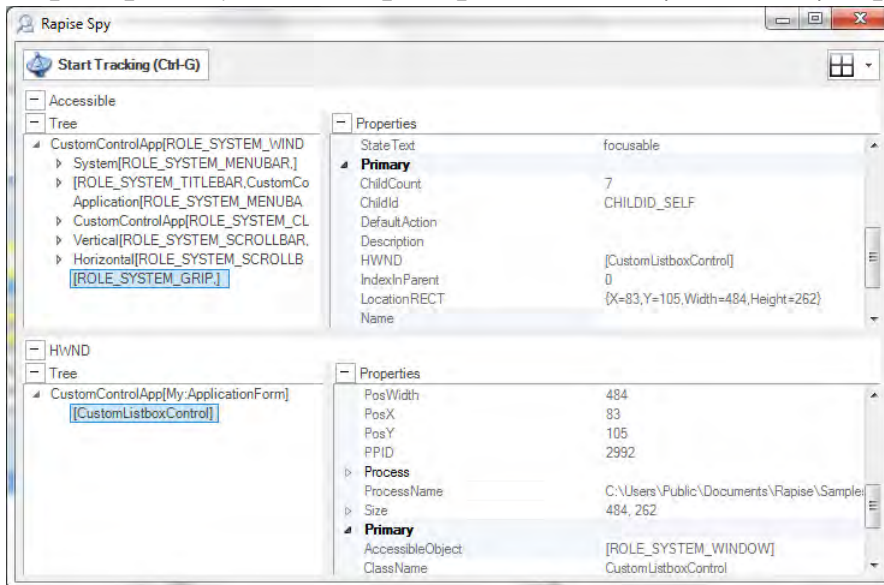 Rapise Spy
Start Tracking (Ctrl-G)
Accessible
Tree
CustomControlApp[ROLE_SYSTEM_WIND
System[ROLE_SYSTEM_MENUBAR,]
[ROLE_SYSTEM_TITLEBAR,CustomCo
Application[ROLE_SYSTEM_MENUBA
CustomControlApp[ROLE_SYSTEM_CL
Vertical[ROLE_SYSTEM_SCROLLBAR,
Horizontal[ROLE_SYSTEM_SCROLLB
[ROLE_SYSTEM_GRIP,]
Properties
StateText focusable
Primary
ChildCount 7
ChildId CHILDID_SELF
DefaultAction
Description
HWND [CustomListboxControl]
IndexInParent 0
LocationRECT {X=83,Y=105,Width=484,Height=262}
Name
HWND
Tree
CustomControlApp[My:ApplicationForm]
[CustomListboxControl]
Properties
PosWidth 484
PosX 83
PosY 105
PPID 2992
Process
ProcessName C:\Users\Public\Documents\Rapise\Samples
Size 484, 262
Primary
AccessibleObject [ROLE_SYSTEM_WINDOW]
ClassName CustomListboxControl